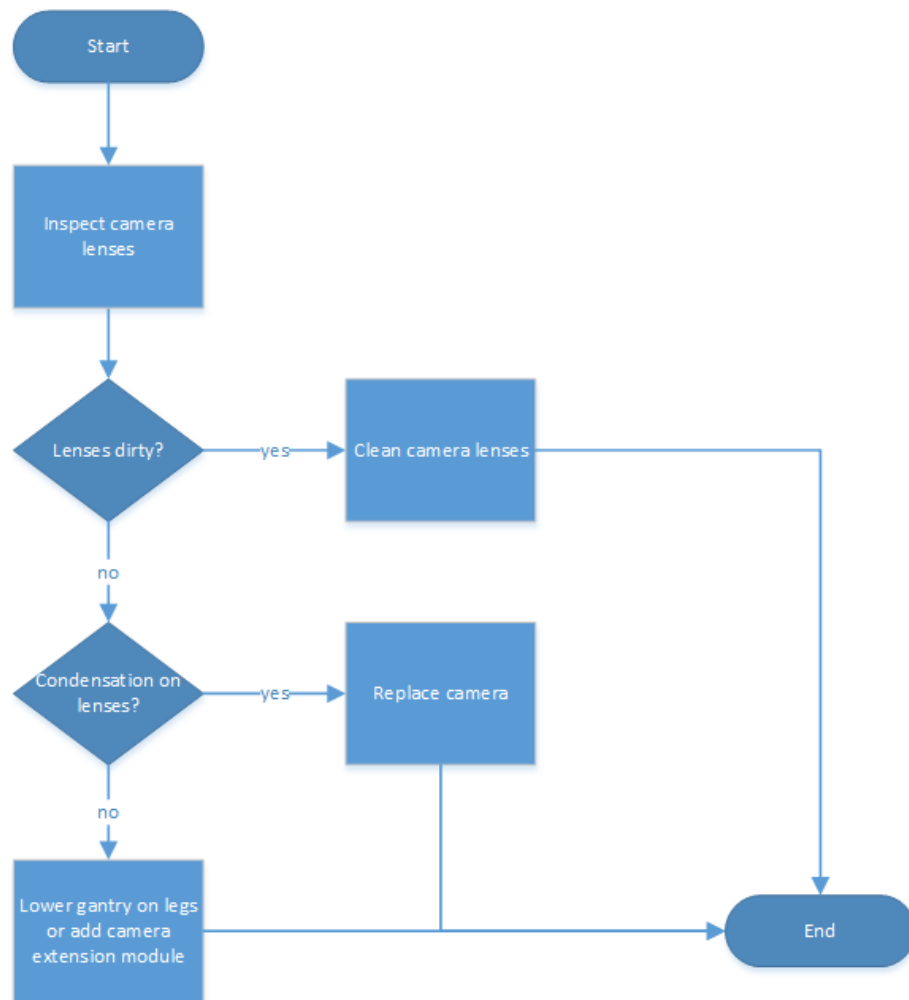 Start
Inspect camera
lenses
Lenses dirty?
yes
Clean camera lenses
no
Condensation on
lenses?
yes
Replace camera
no
Lower gantry on legs
or add camera
extension module
End